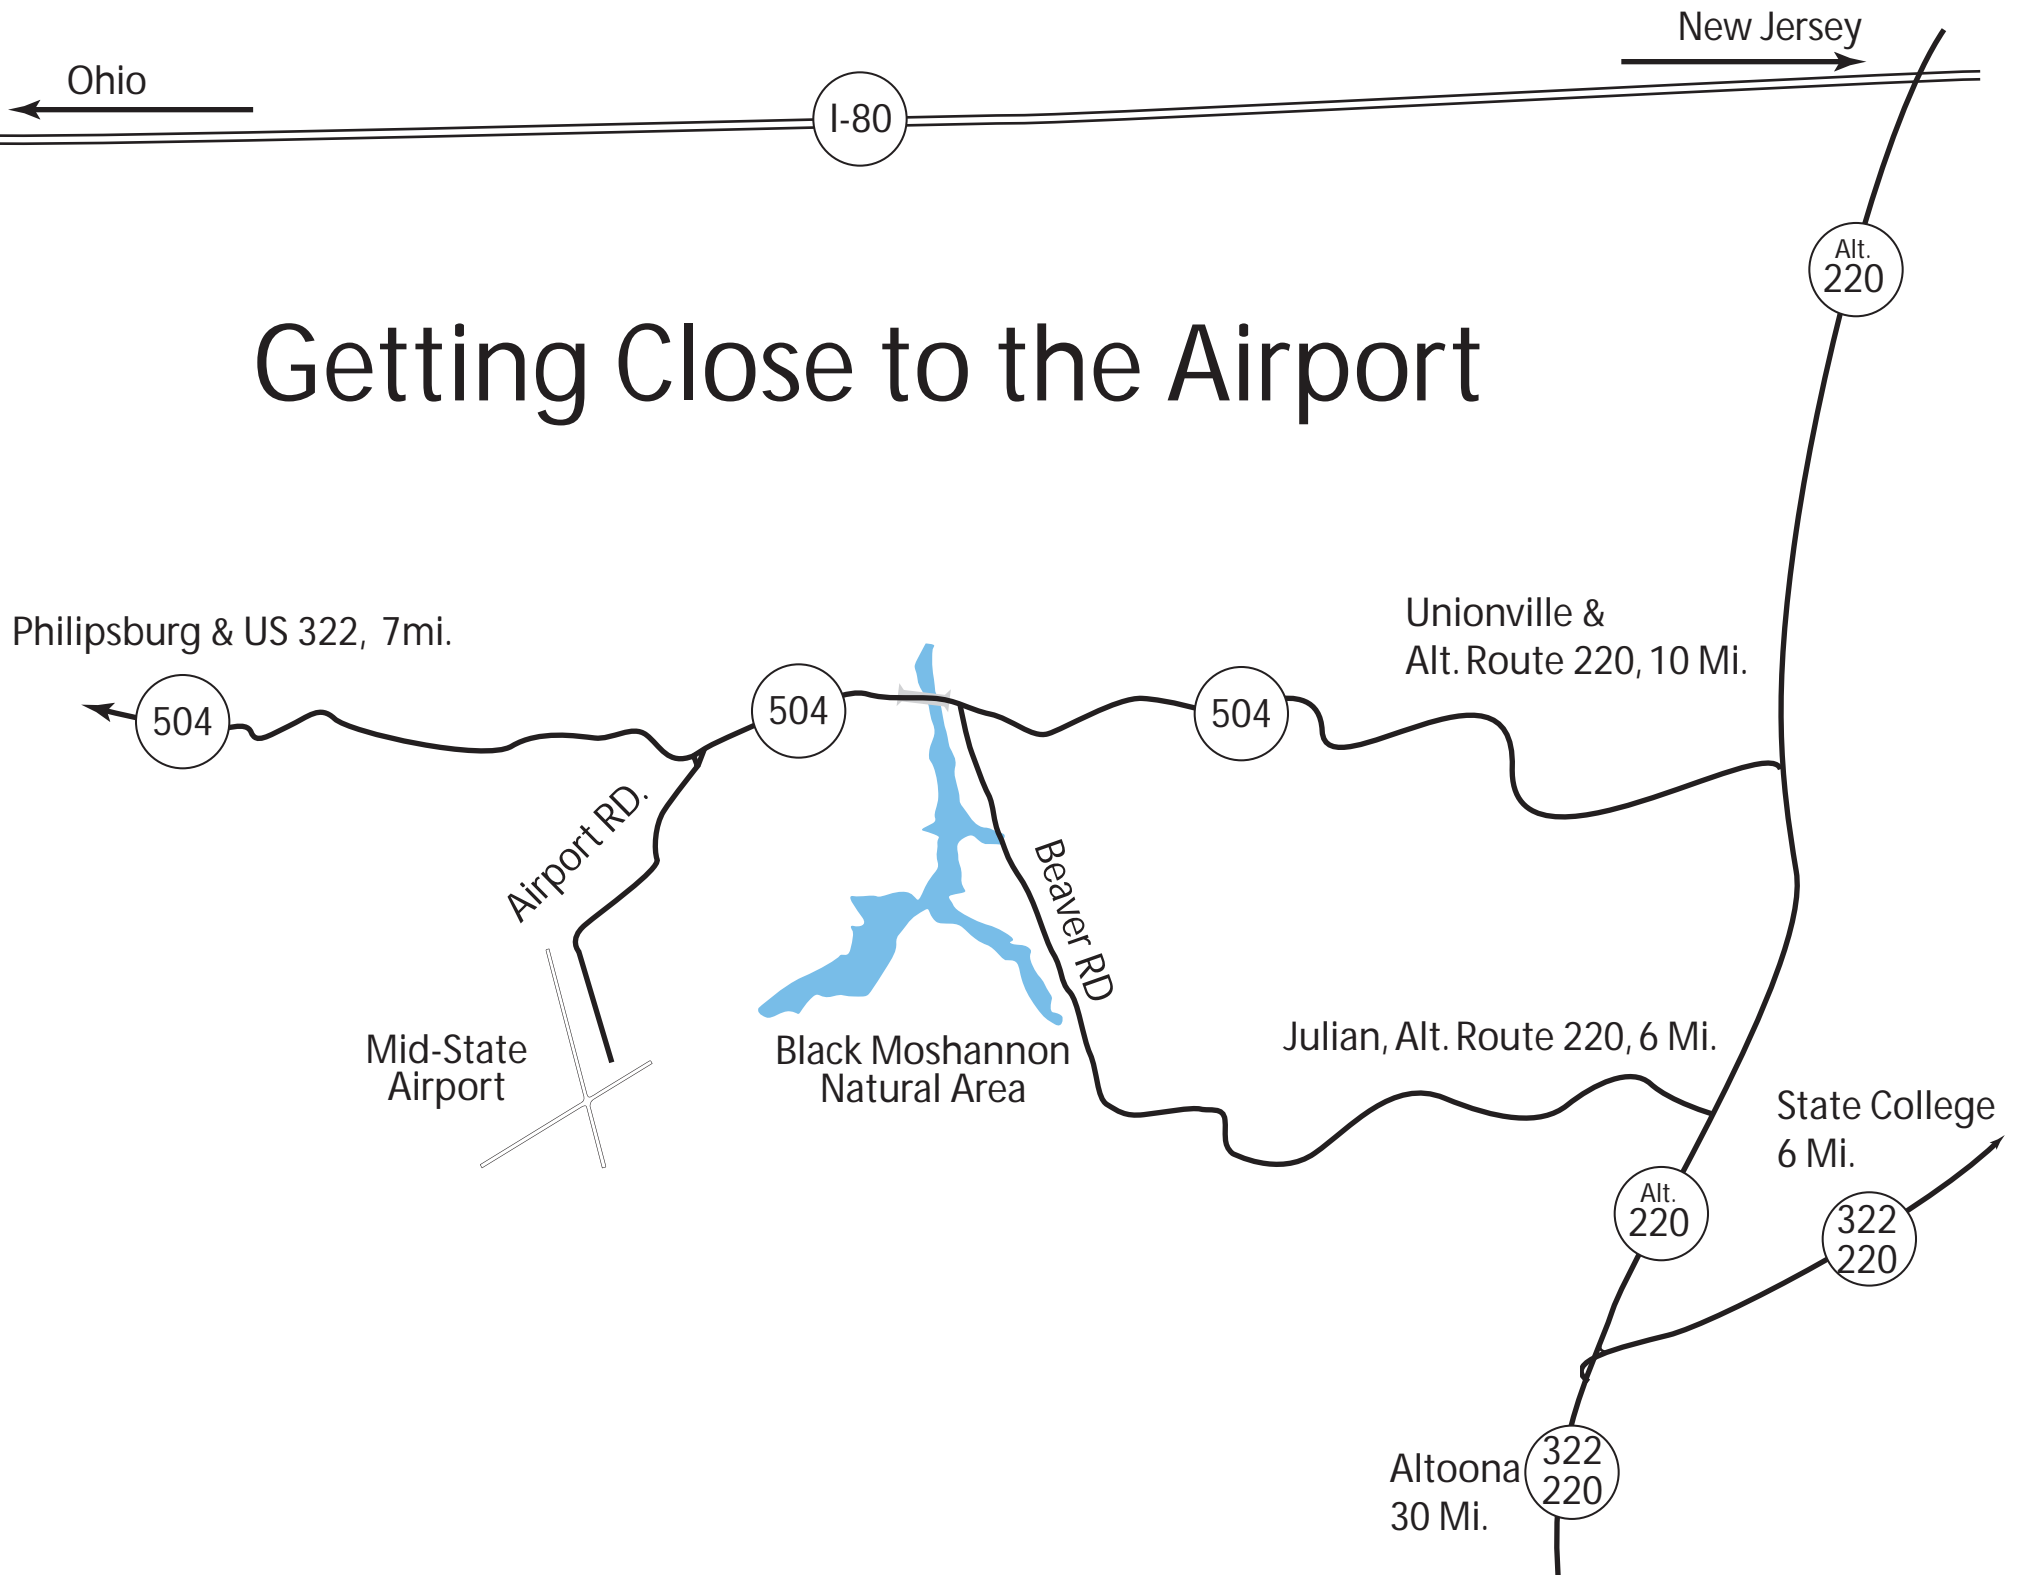 New Jersey
Ohio
I-80
Alt.
220
Getting Close to the Airport
Unionville &
Alt. Route 220, 10 Mi.
Philipsburg & US 322, 7mi.
504
504
504
Airport RD.
Beaver RD
Mid-State
Airport
Black Moshannon
Natural Area
Julian, Alt. Route 220, 6 Mi.
State College
6 Mi.
Alt.
220
322
220
Altoona
30 Mi.
322
220